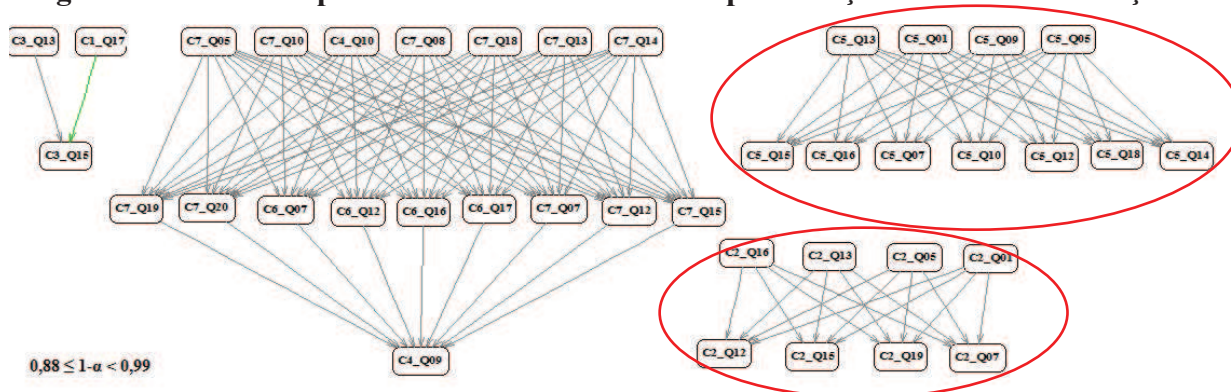 C3_Q13 C1_Q17 C7_Q05 C7_Q10 C4_Q10 C7_Q08 C7_Q18 C7_Q13 C7_Q14 C5_Q13 C5_Q01 C5_Q09 C5_Q05
C3_Q15 C5_Q15 C5_Q16 C5_Q07 C5_Q10 C5_Q12 C5_Q18 C5_Q14
C7_Q19 C7_Q20 C6_Q07 C6_Q12 C6_Q16 C6_Q17 C7_Q07 C7_Q12 C7_Q15
C2_Q16 C2_Q13 C2_Q05 C2_Q01
C4_Q09 C2_Q12 C2_Q15 C2_Q19 C2_Q07
0,88 ≤ 1-α < 0,99